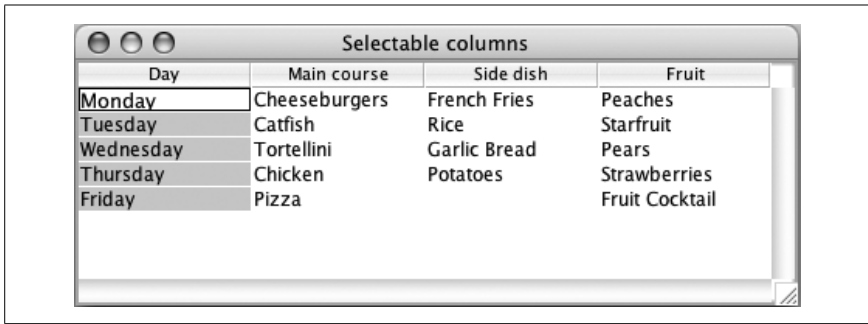 Selectable columns
Day Main course Side dish Fruit
Monday Cheeseburgers French Fries Peaches
Tuesday Catfish Rice Starfruit
Wednesday Tortellini Garlic Bread Pears
Thursday Chicken Potatoes Strawberries
Friday Pizza Fruit Cocktail